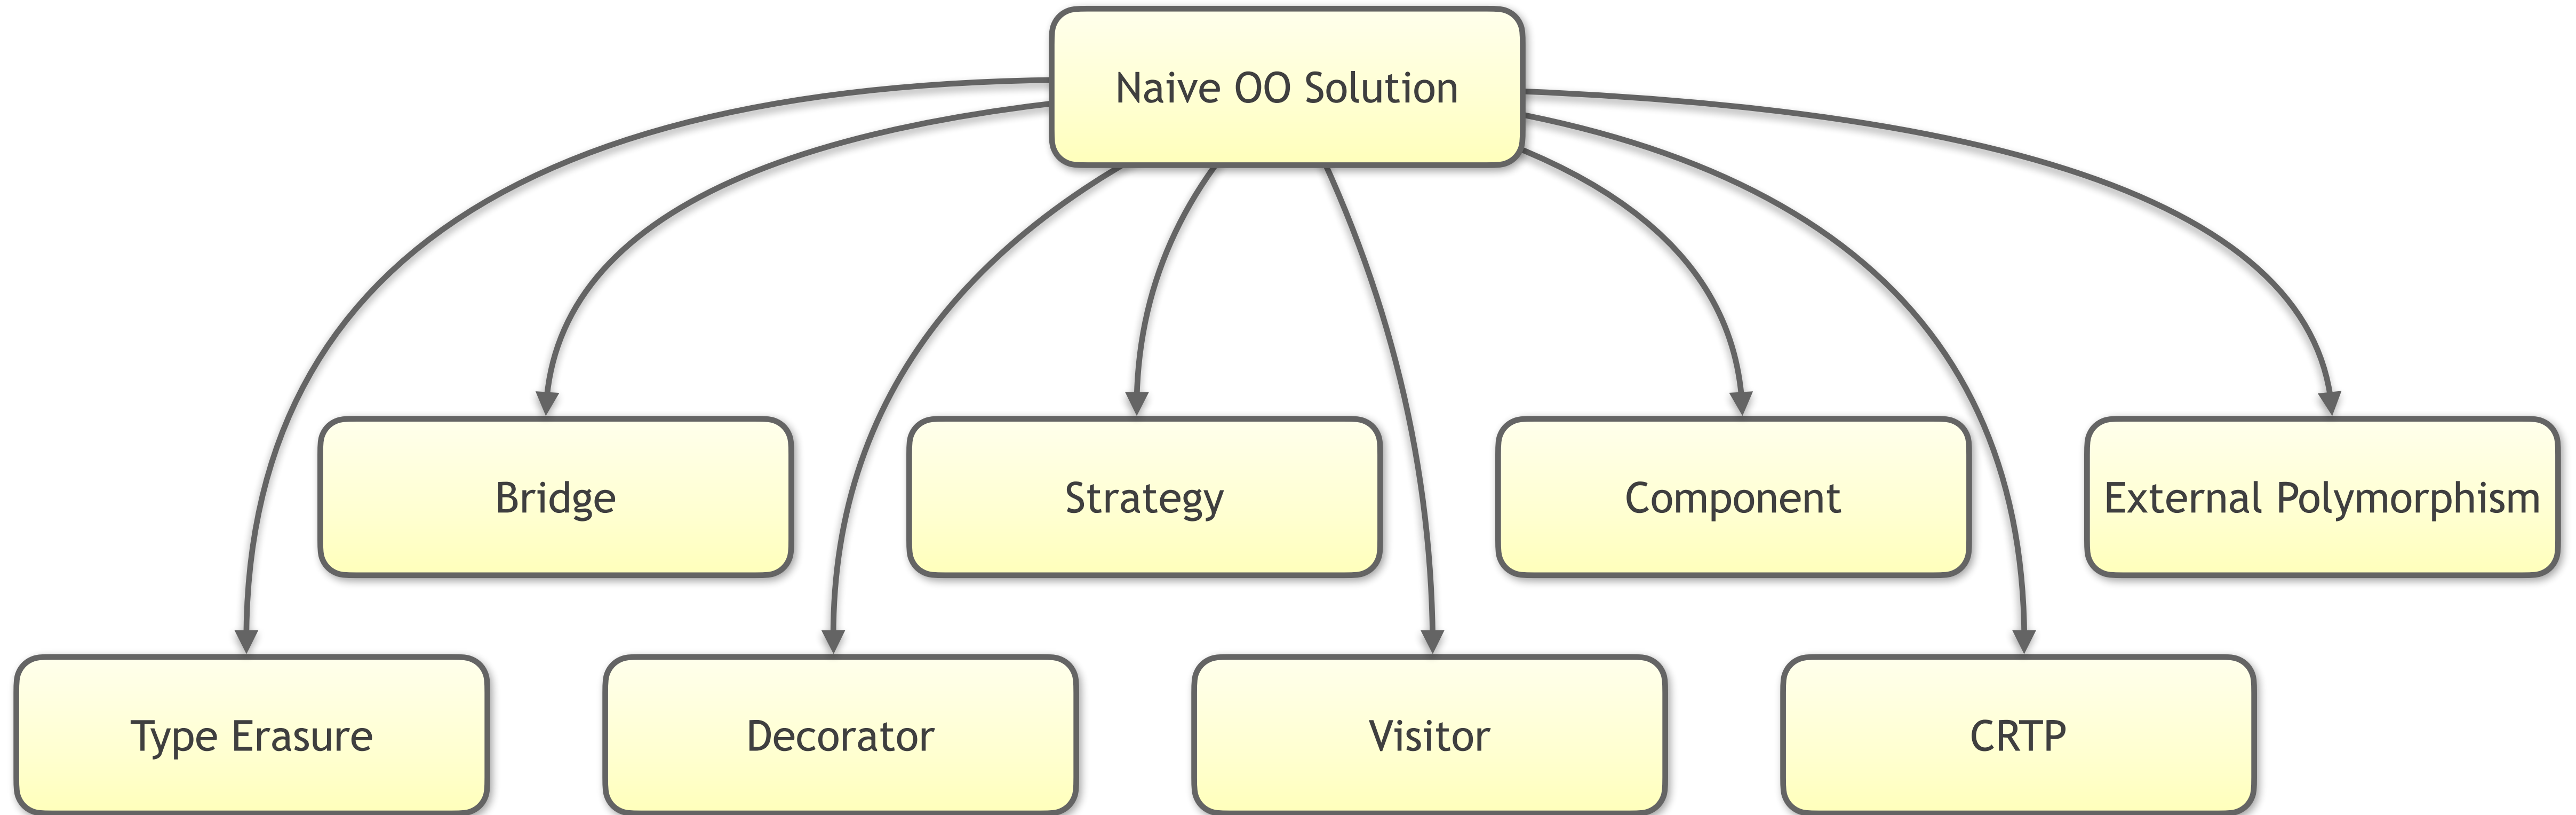 Naive OO Solution
Bridge
Strategy
Component
External Polymorphism
Type Erasure
Decorator
Visitor
CRTP